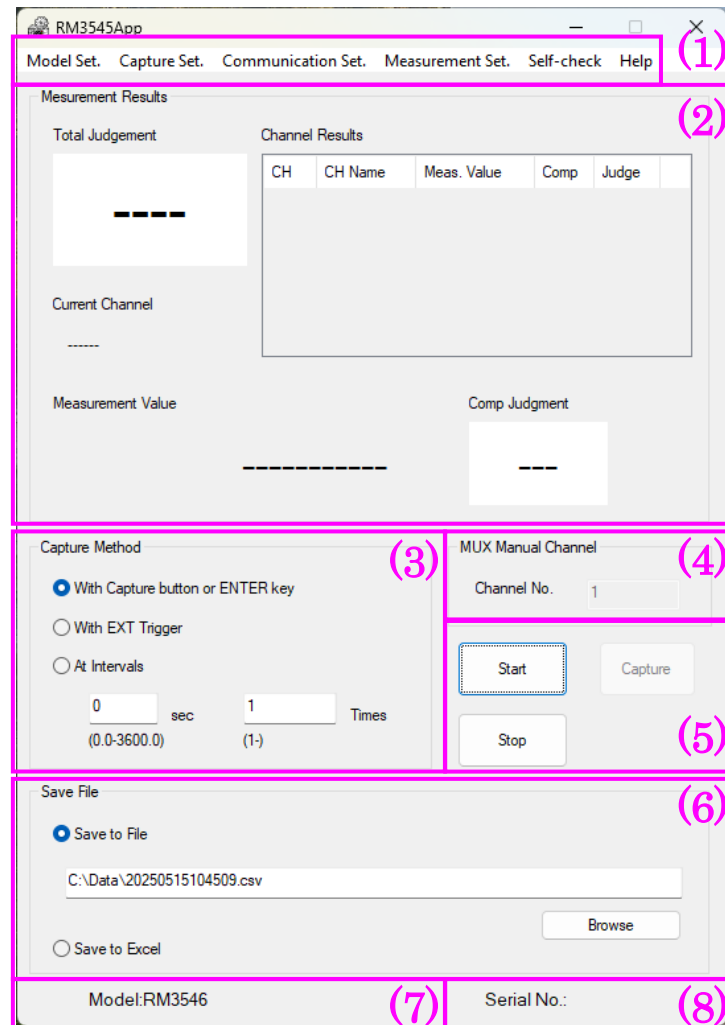 RM3545App
Model Set. Capture Set. Communication Set. Measurement Set. Self-check Help
(1)
Mesurement Results
(2)
Total Judgement
Channel Results
CH CH Name Meas. Value Comp Judge
----
Current Channel
------
Measurement Value
Comp Judgment
-----------
---
Capture Method
(3)
MUX Manual Channel
(4)
With Capture button or ENTER key
Channel No. 1
With EXT Trigger
At Intervals
Start Capture
0 sec 1 Times
(0.0-3600.0) (1-)
Stop
(5)
Save File
(6)
Save to File
C:\Data\20250515104509.csv
Browse
Save to Excel
Model:RM3546
(7)
Serial No.:
(8)